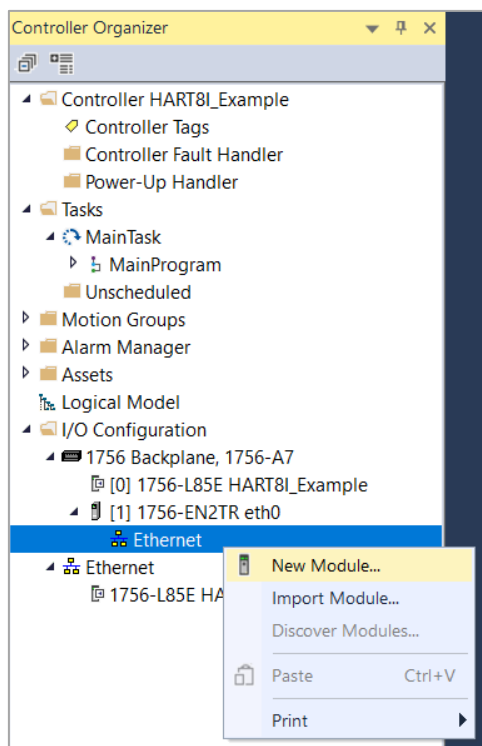 Controller Organizer
Controller HART8I_Example
Controller Tags
Controller Fault Handler
Power-Up Handler
Tasks
MainTask
MainProgram
Unscheduled
Motion Groups
Alarm Manager
Assets
Logical Model
I/O Configuration
1756 Backplane, 1756-A7
[0] 1756-L85E HART8I_Example
[1] 1756-EN2TR eth0
Ethernet
Ethernet
1756-L85E HA
New Module...
Import Module...
Discover Modules...
Paste Ctrl+V
Print